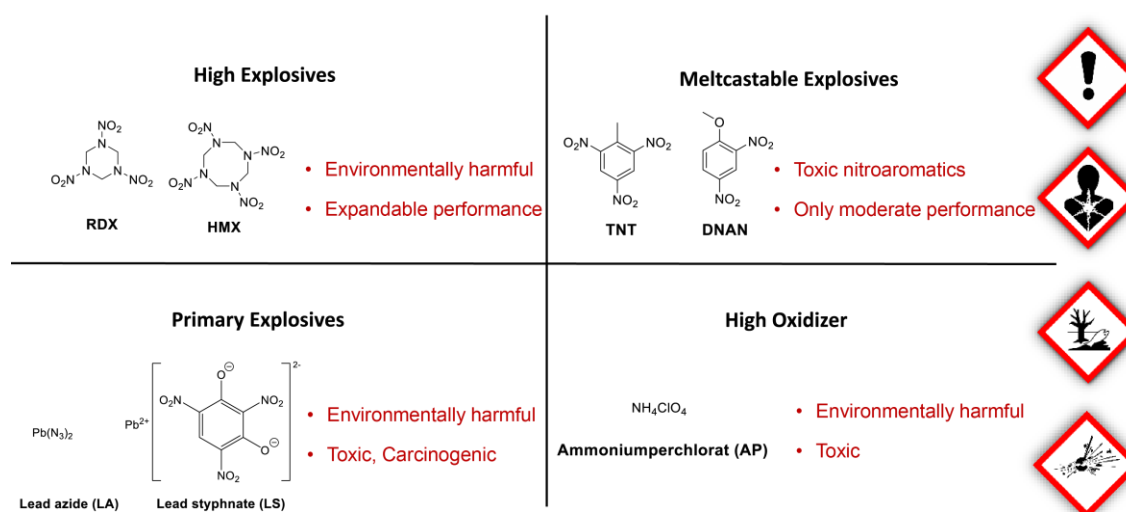 High Explosives
NO₂
N
N
N
O₂N
NO₂
RDX
NO₂
N
N
NO₂
N
N
O₂N
NO₂
HMX
• Environmentally harmful
• Expandable performance
Meltcastable Explosives
O₂N
NO₂
NO₂
TNT
O
NO₂
NO₂
DNAN
• Toxic nitroaromatics
• Only moderate performance
Primary Explosives
Pb(N₃)₂
Lead azide (LA)
Pb²⁺
2-
O⊖
O₂N
NO₂
O⊖
NO₂
Lead styphnate (LS)
• Environmentally harmful
• Toxic, Carcinogenic
High Oxidizer
NH₄ClO₄
Ammoniumperchlorat (AP)
• Environmentally harmful
• Toxic